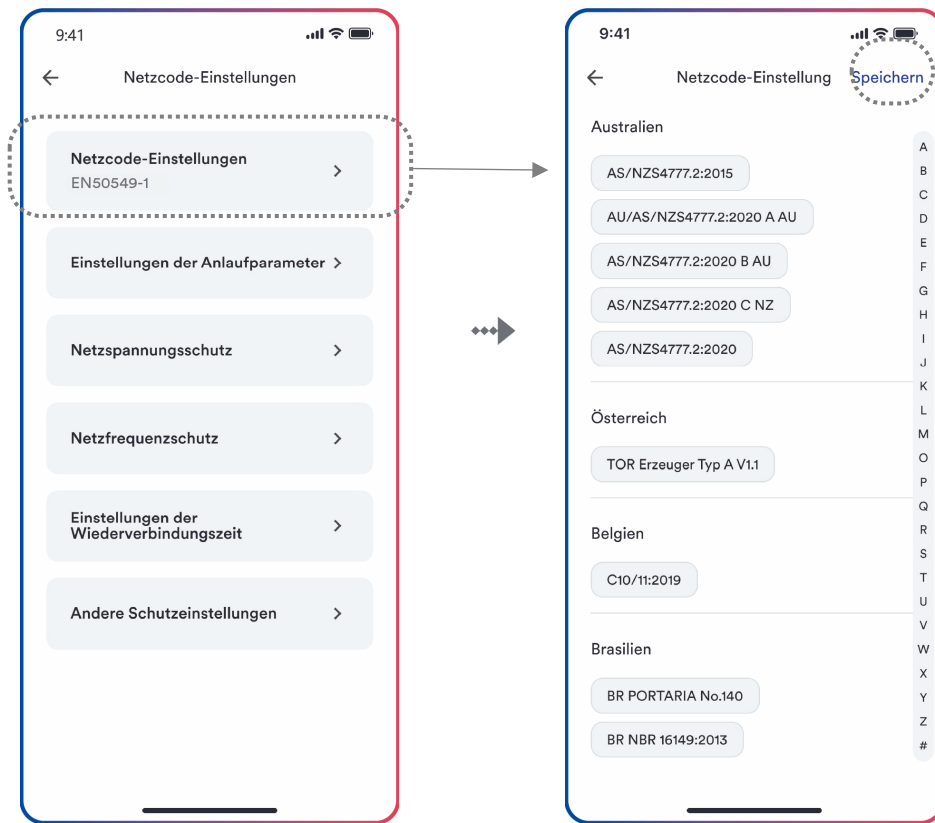 9:41
Netzcode-Einstellungen
Netzcode-Einstellungen
EN50549-1
Einstellungen der Anlaufparameter
Netzspannungsschutz
Netzfrequenzschutz
Einstellungen der
Wiederverbindungszeit
Andere Schutzeinstellungen
9:41
Netzcode-Einstellung Speichern
Australien
AS/NZS4777.2:2015
AU/AS/NZS4777.2:2020 A AU
AS/NZS4777.2:2020 B AU
AS/NZS4777.2:2020 C NZ
AS/NZS4777.2:2020
Österreich
TOR Erzeuger Typ A V1.1
Belgien
C10/11:2019
Brasilien
BR PORTARIA No.140
BR NBR 16149:2013
A
B
C
D
E
F
G
H
I
J
K
L
M
O
P
Q
R
S
T
U
V
W
X
Y
Z
#